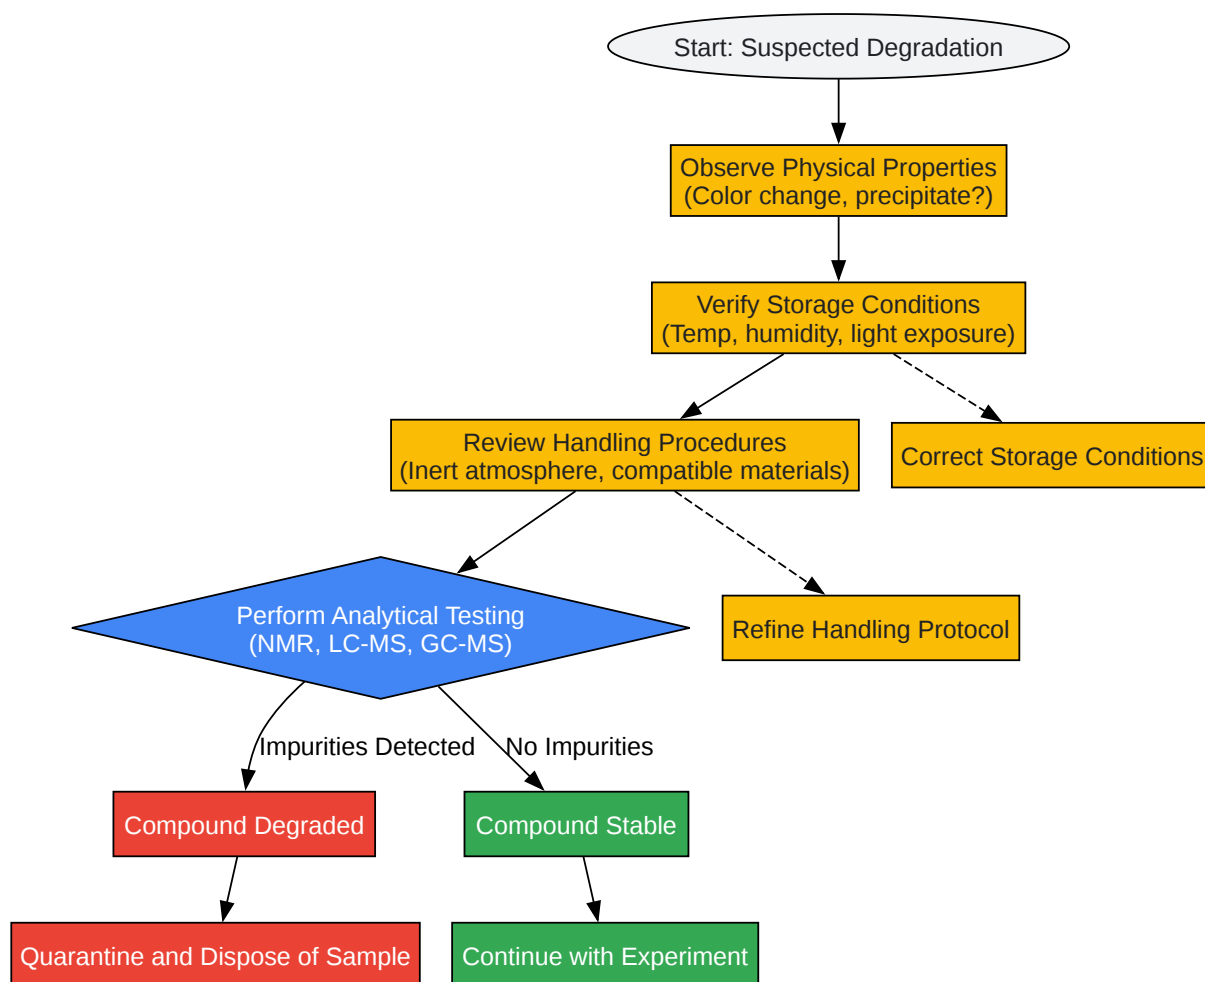 Start: Suspected Degradation
Observe Physical Properties
(Color change, precipitate?)
Verify Storage Conditions
(Temp, humidity, light exposure)
Review Handling Procedures
(Inert atmosphere, compatible materials)
Correct Storage Conditions
Perform Analytical Testing
(NMR, LC-MS, GC-MS)
Refine Handling Protocol
Impurities Detected
No Impurities
Compound Degraded
Compound Stable
Quarantine and Dispose of Sample
Continue with Experiment